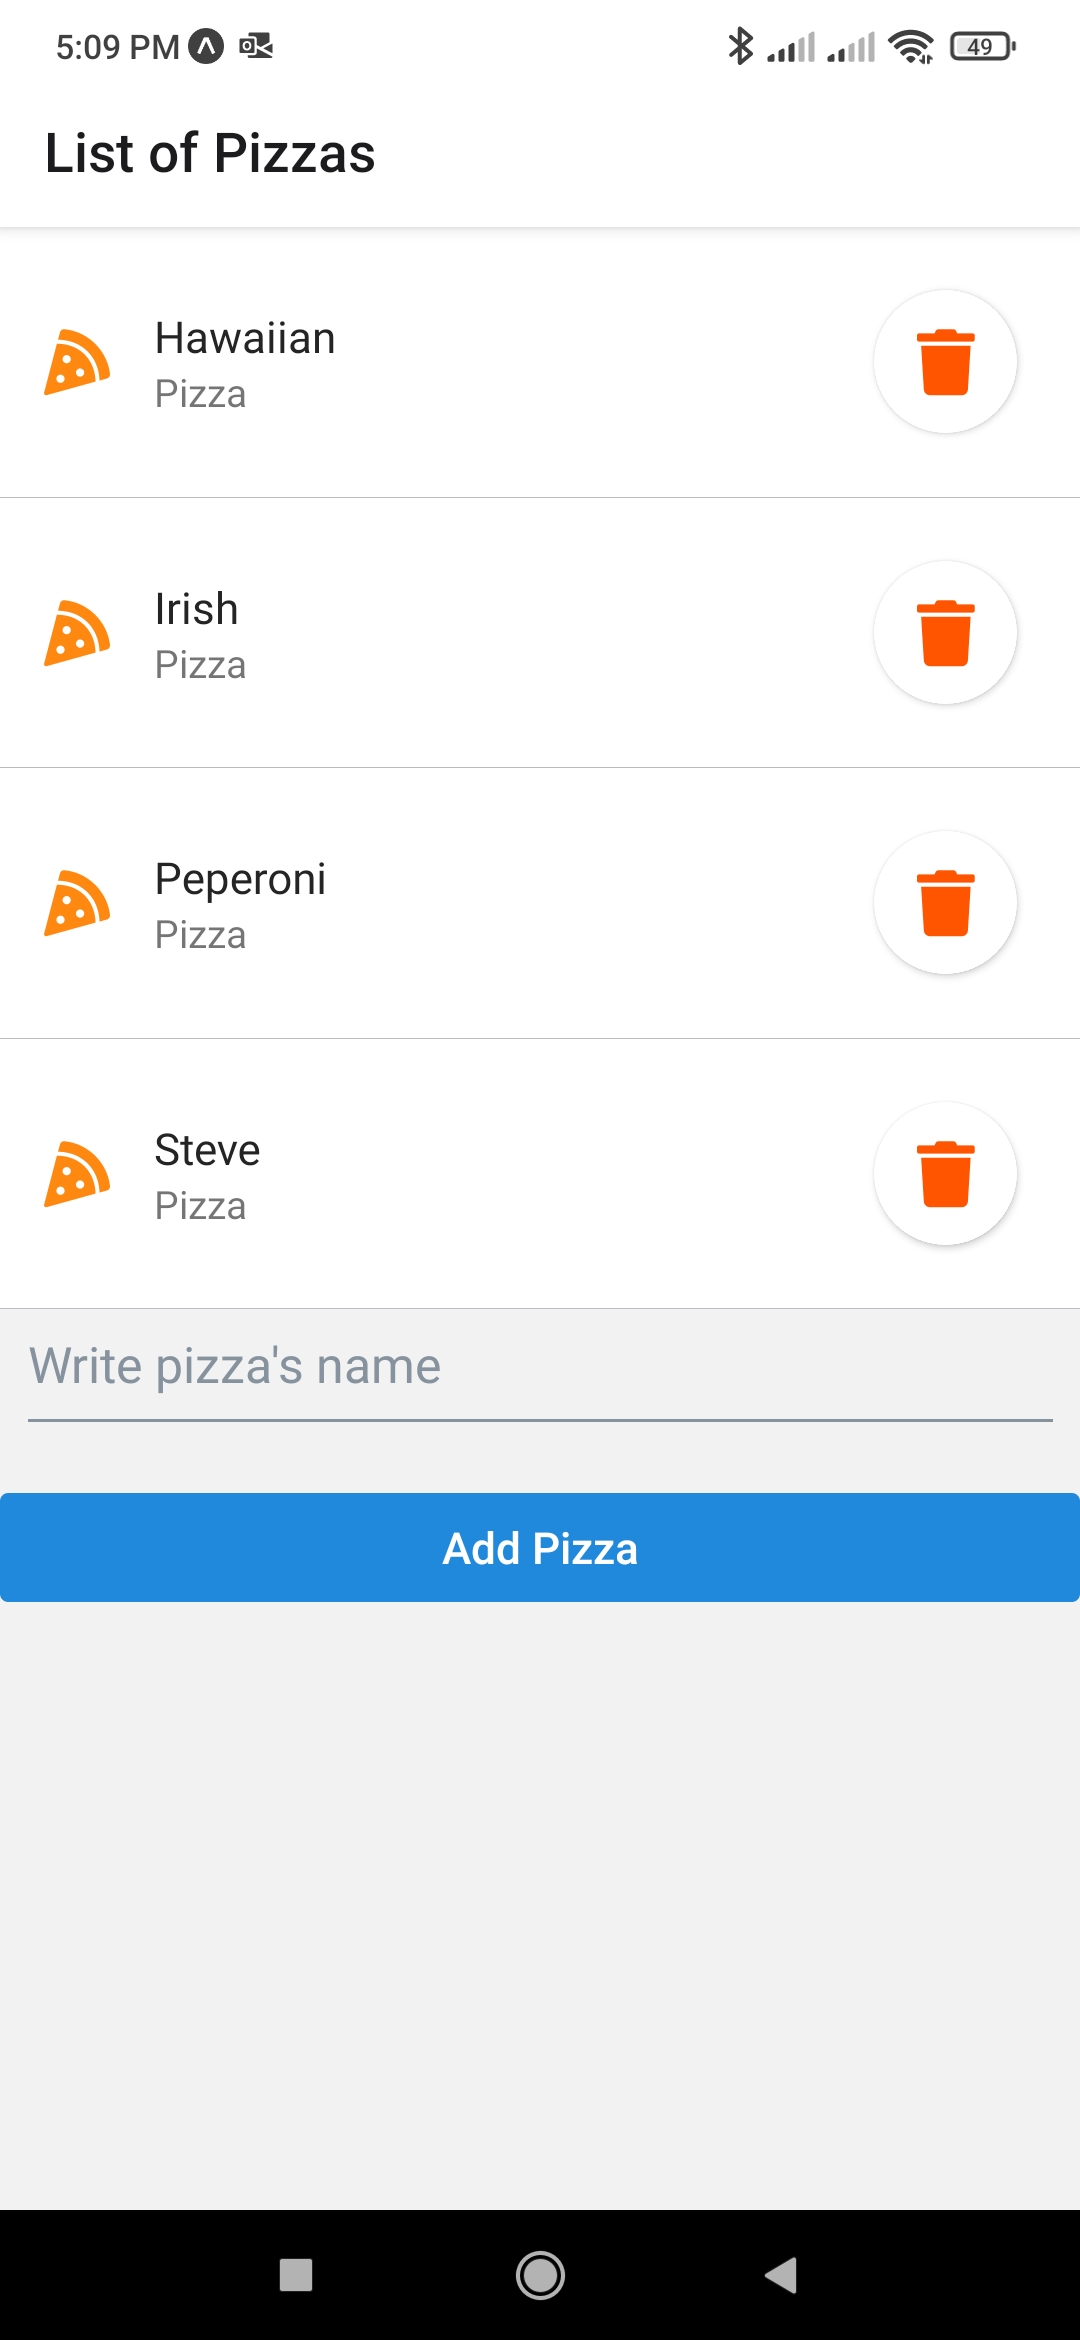 5:09 PM 49
List of Pizzas
Hawaiian
Pizza
Irish
Pizza
Peperoni
Pizza
Steve
Pizza
Write pizza's name
Add Pizza